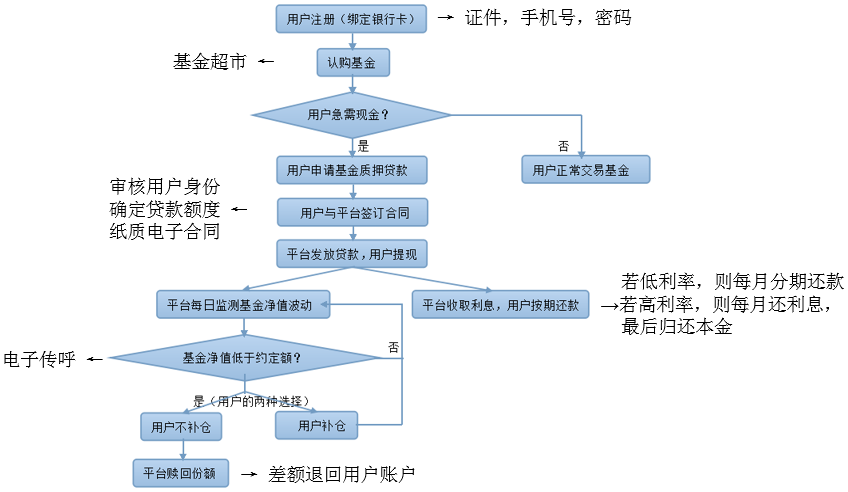 用户注册（绑定银行卡） → 证件，手机号，密码
基金超市 ← 认购基金
用户急需现金？
是
否
用户申请基金质押贷款
用户正常交易基金
审核用户身份
确定贷款额度 ←
纸质电子合同
用户与平台签订合同
平台发放贷款，用户提现
平台每日监测基金净值波动
平台收取利息，用户按期还款
若低利率，则每月分期还款
→若高利率，则每月还利息，
最后归还本金
电子传呼 ← 基金净值低于约定额？
否
是（用户的两种选择）
用户不补仓
用户补仓
平台赎回份额 → 差额退回用户账户